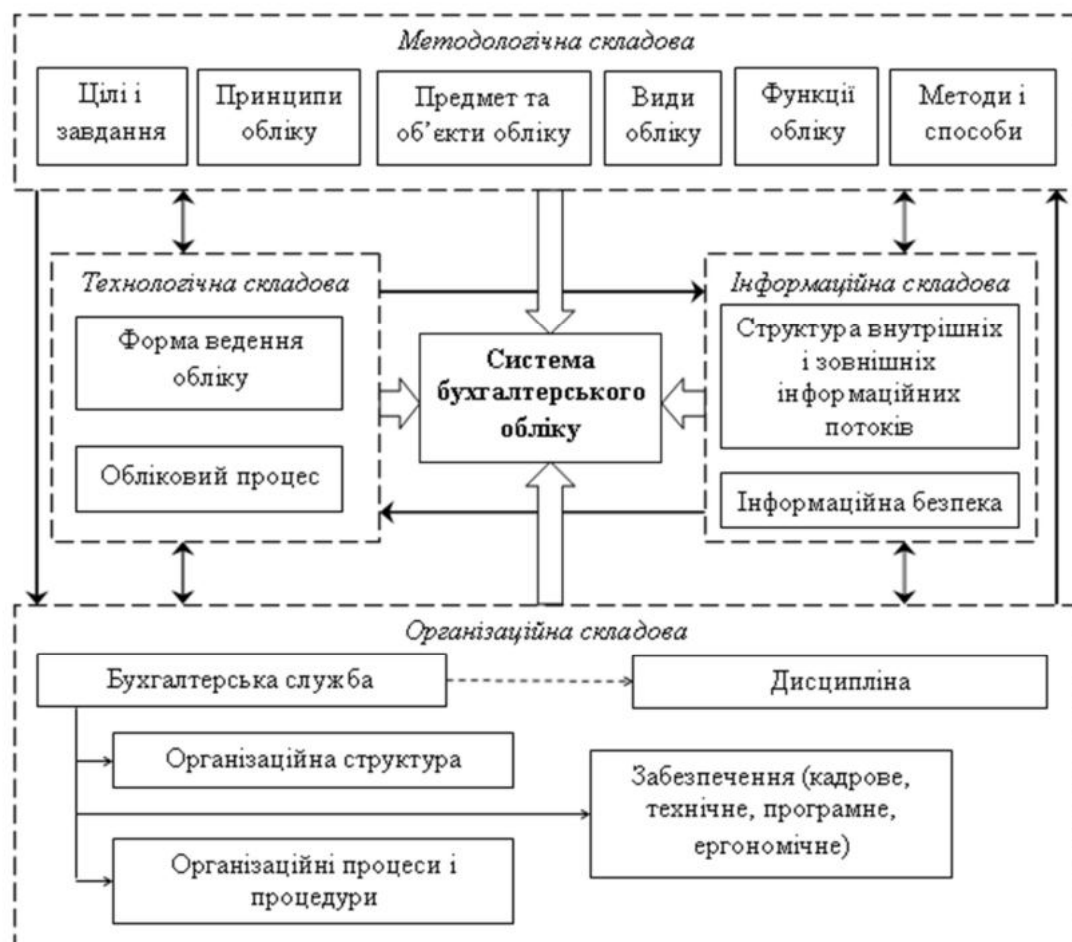 Методологічна складова
Цілі і
завдання
Принципи
обліку
Предмет та
об’єкти обліку
Види
обліку
Функції
обліку
Методи і
способи
Технологічна складова
Форма ведення
обліку
Обліковий процес
Система
бухгалтерського
обліку
Інформаційна складова
Структура внутрішніх
і зовнішніх
інформаційних
потоків
Інформаційна безпека
Організаційна складова
Бухгалтерська служба
Дисципліна
Організаційна структура
Забезпечення (кадрове,
технічне, програмне,
ергономічне)
Організаційні процеси і
процедури